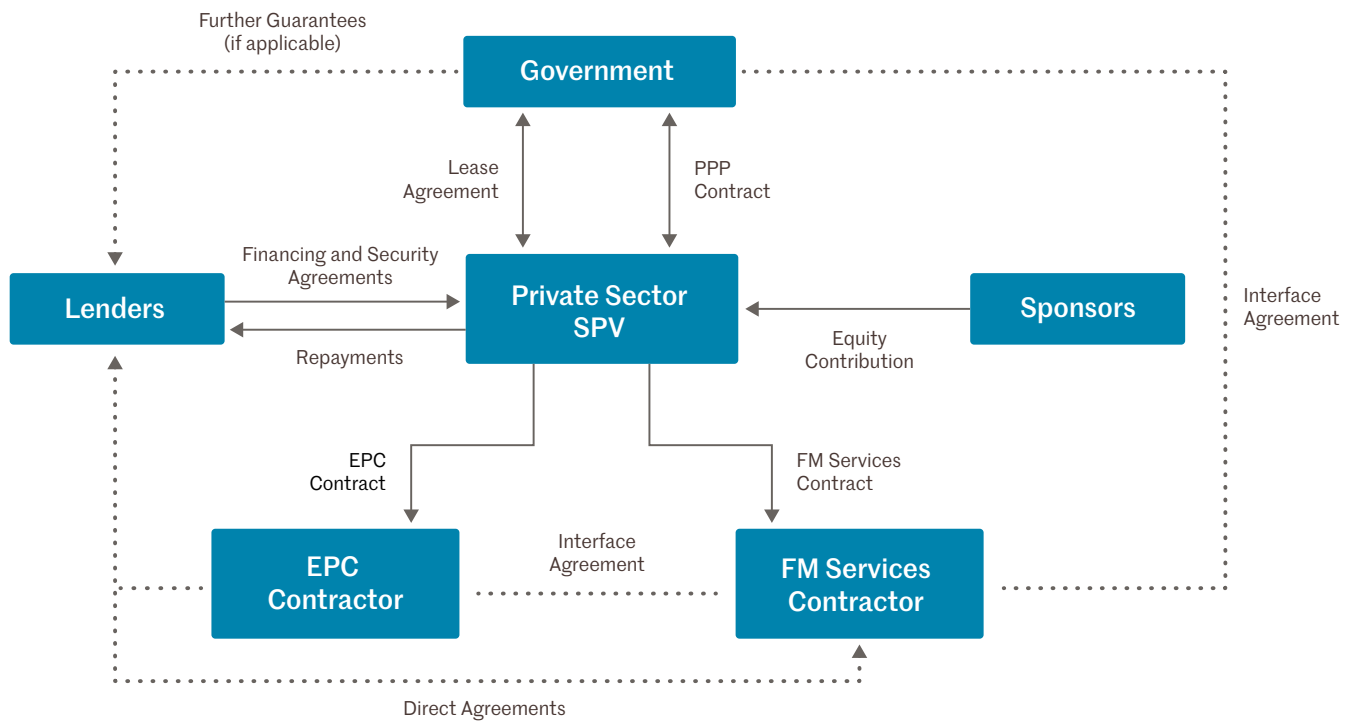 Further Guarantees
(if applicable)
Government
Lease
Agreement
PPP
Contract
Financing and Security
Agreements
Lenders
Private Sector
SPV
Sponsors
Interface
Agreement
Repayments
Equity
Contribution
EPC
Contract
FM Services
Contract
EPC
Contractor
Interface
Agreement
FM Services
Contractor
Direct Agreements